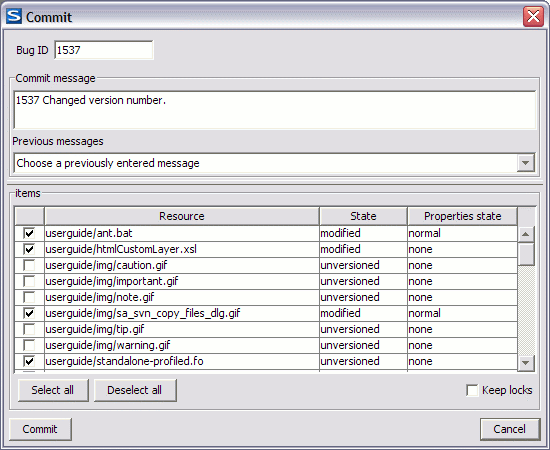 Commit
Bug ID 1537
Commit message
1537 Changed version number.
Previous messages
Choose a previously entered message
items
Resource State Properties state
userguide/ant.bat modified normal
userguide/htmlCustomLayer.xsl modified none
userguide/img/caution.gif unversioned none
userguide/img/important.gif unversioned none
userguide/img/note.gif unversioned none
userguide/img/sa_svn_copy_files_dlg.gif modified normal
userguide/img/tip.gif unversioned none
userguide/img/warning.gif unversioned none
userguide/standalone-profiled.fo unversioned none
Select all Deselect all Keep locks
Commit Cancel